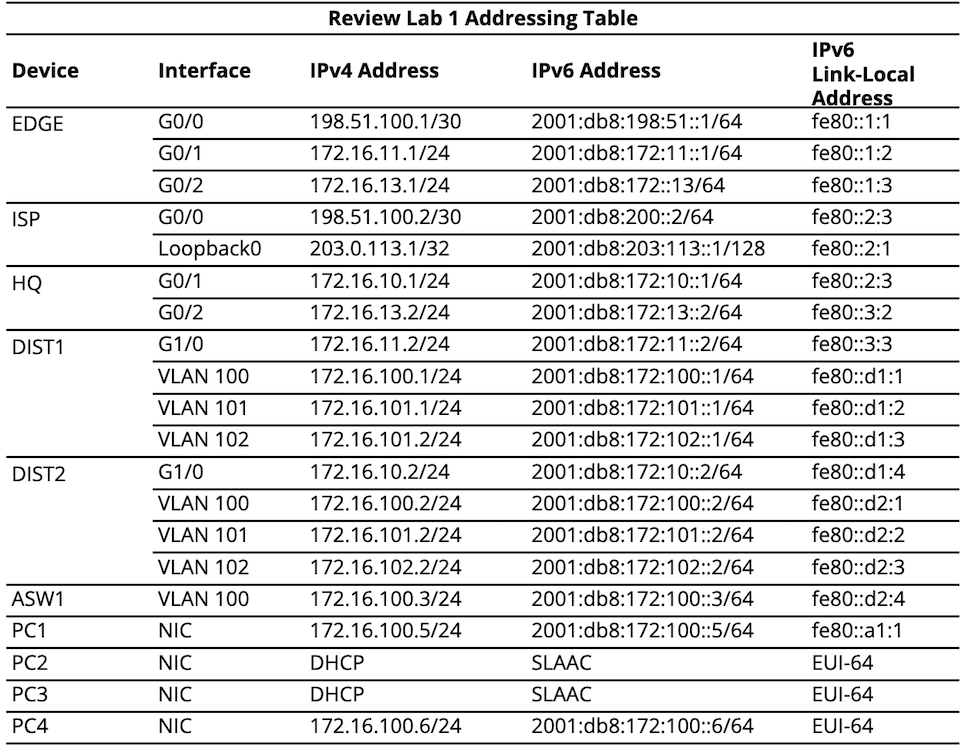 Review Lab 1 Addressing Table
Device Interface IPv4 Address IPv6 Address IPv6 Link-Local Address
EDGE G0/0 198.51.100.1/30 2001:db8:198:51::1/64 fe80::1:1
G0/1 172.16.11.1/24 2001:db8:172:11::1/64 fe80::1:2
G0/2 172.16.13.1/24 2001:db8:172::13/64 fe80::1:3
ISP G0/0 198.51.100.2/30 2001:db8:200::2/64 fe80::2:3
Loopback0 203.0.113.1/32 2001:db8:203:113::1/128 fe80::2:1
HQ G0/1 172.16.10.1/24 2001:db8:172:10::1/64 fe80::2:3
G0/2 172.16.13.2/24 2001:db8:172:13::2/64 fe80::3:2
DIST1 G1/0 172.16.11.2/24 2001:db8:172:11::2/64 fe80::3:3
VLAN 100 172.16.100.1/24 2001:db8:172:100::1/64 fe80::d1:1
VLAN 101 172.16.101.1/24 2001:db8:172:101::1/64 fe80::d1:2
VLAN 102 172.16.101.2/24 2001:db8:172:102::1/64 fe80::d1:3
DIST2 G1/0 172.16.10.2/24 2001:db8:172:10::2/64 fe80::d1:4
VLAN 100 172.16.100.2/24 2001:db8:172:100::2/64 fe80::d2:1
VLAN 101 172.16.101.2/24 2001:db8:172:101::2/64 fe80::d2:2
VLAN 102 172.16.102.2/24 2001:db8:172:102::2/64 fe80::d2:3
ASW1 VLAN 100 172.16.100.3/24 2001:db8:172:100::3/64 fe80::d2:4
PC1 NIC 172.16.100.5/24 2001:db8:172:100::5/64 fe80::a1:1
PC2 NIC DHCP SLAAC EUI-64
PC3 NIC DHCP SLAAC EUI-64
PC4 NIC 172.16.100.6/24 2001:db8:172:100::6/64 EUI-64